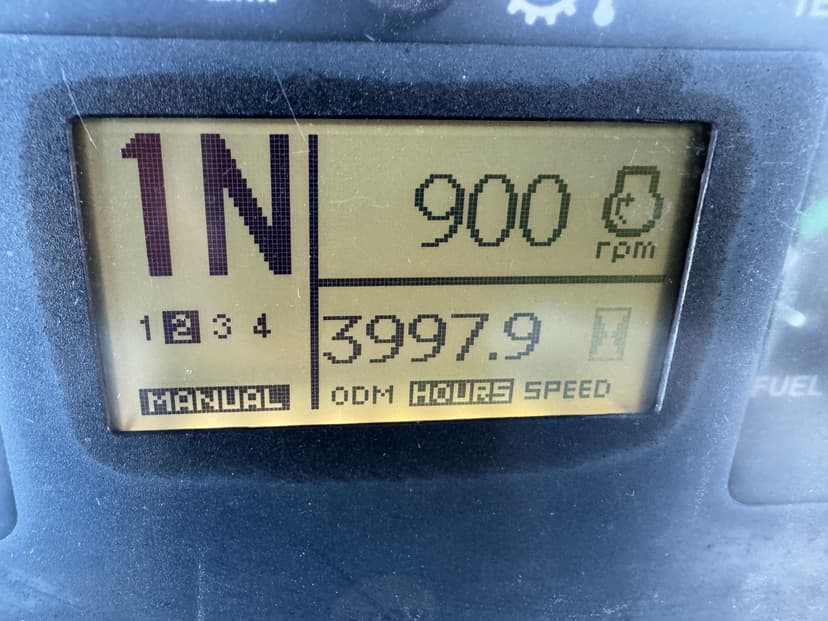 1N
900
rpm
1 2 3 4
3997.9
MANUAL
ODM HOURS SPEED
FUEL